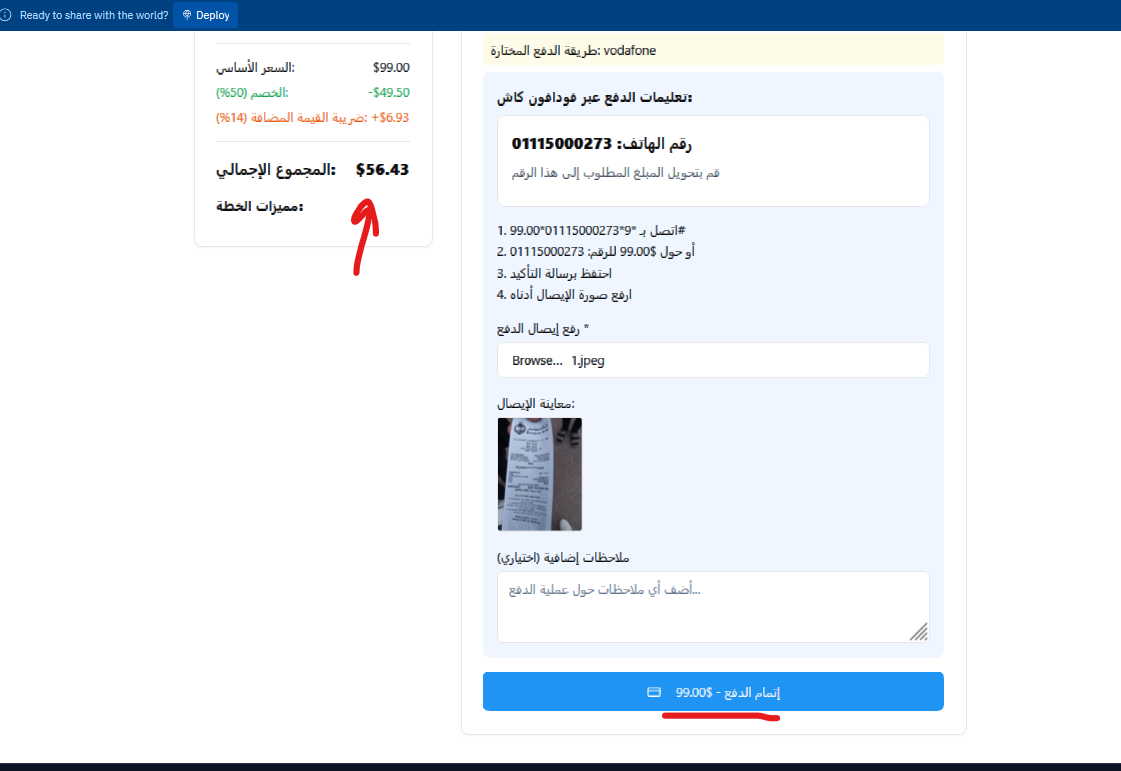 Ready to share with the world? Deploy
السعر الأساسي: $99.00
الخصم (50%): -$49.50
ضريبة القيمة المضافة (14%): +$6.93
المجموع الإجمالي: $56.43
مميزات الخطة:
طريقة الدفع المختارة: vodafone
تعليمات الدفع عبر فودافون كاش:
رقم الهاتف: 01115000273
قم بتحويل المبلغ المطلوب إلى هذا الرقم
1. اتصل بـ *9*01115000273*99.00#
2. أو حول $99.00 للرقم: 01115000273
3. احتفظ برسالة التأكيد
4. ارفع صورة الإيصال أدناه
رفع إيصال الدفع *
Browse... 1.jpeg
معاينة الإيصال:
ملاحظات إضافية (اختياري)
أضف أي ملاحظات حول عملية الدفع...
إتمام الدفع - $99.00